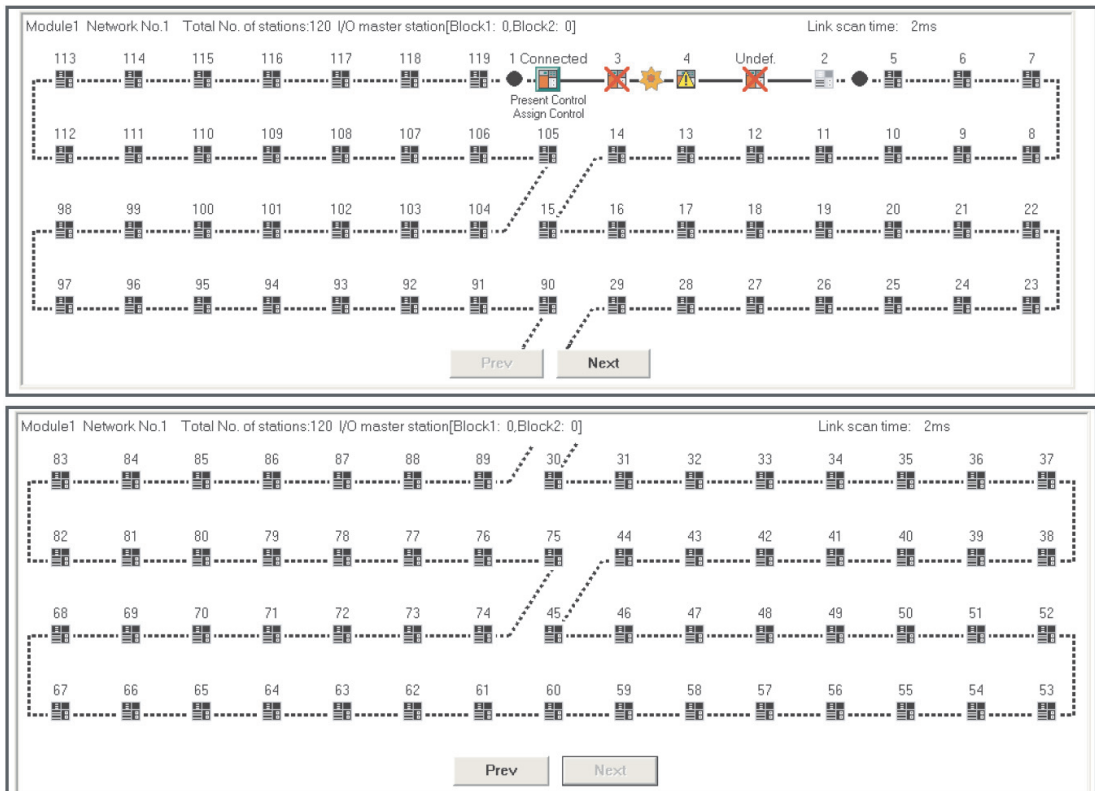 Module1 Network No.1 Total No. of stations:120 I/O master station[Block1: 0,Block2: 0] Link scan time: 2ms
113 114 115 116 117 118 119 1 Connected 3 4 Undef. 2 5 6 7
Present Control
Assign Control
112 111 110 109 108 107 106 105 14 13 12 11 10 9 8
98 99 100 101 102 103 104 15 16 17 18 19 20 21 22
97 96 95 94 93 92 91 90 29 28 27 26 25 24 23
Prev Next
Module1 Network No.1 Total No. of stations:120 I/O master station[Block1: 0,Block2: 0] Link scan time: 2ms
83 84 85 86 87 88 89 30 31 32 33 34 35 36 37
82 81 80 79 78 77 76 75 44 43 42 41 40 39 38
68 69 70 71 72 73 74 45 46 47 48 49 50 51 52
67 66 65 64 63 62 61 60 59 58 57 56 55 54 53
Prev Next